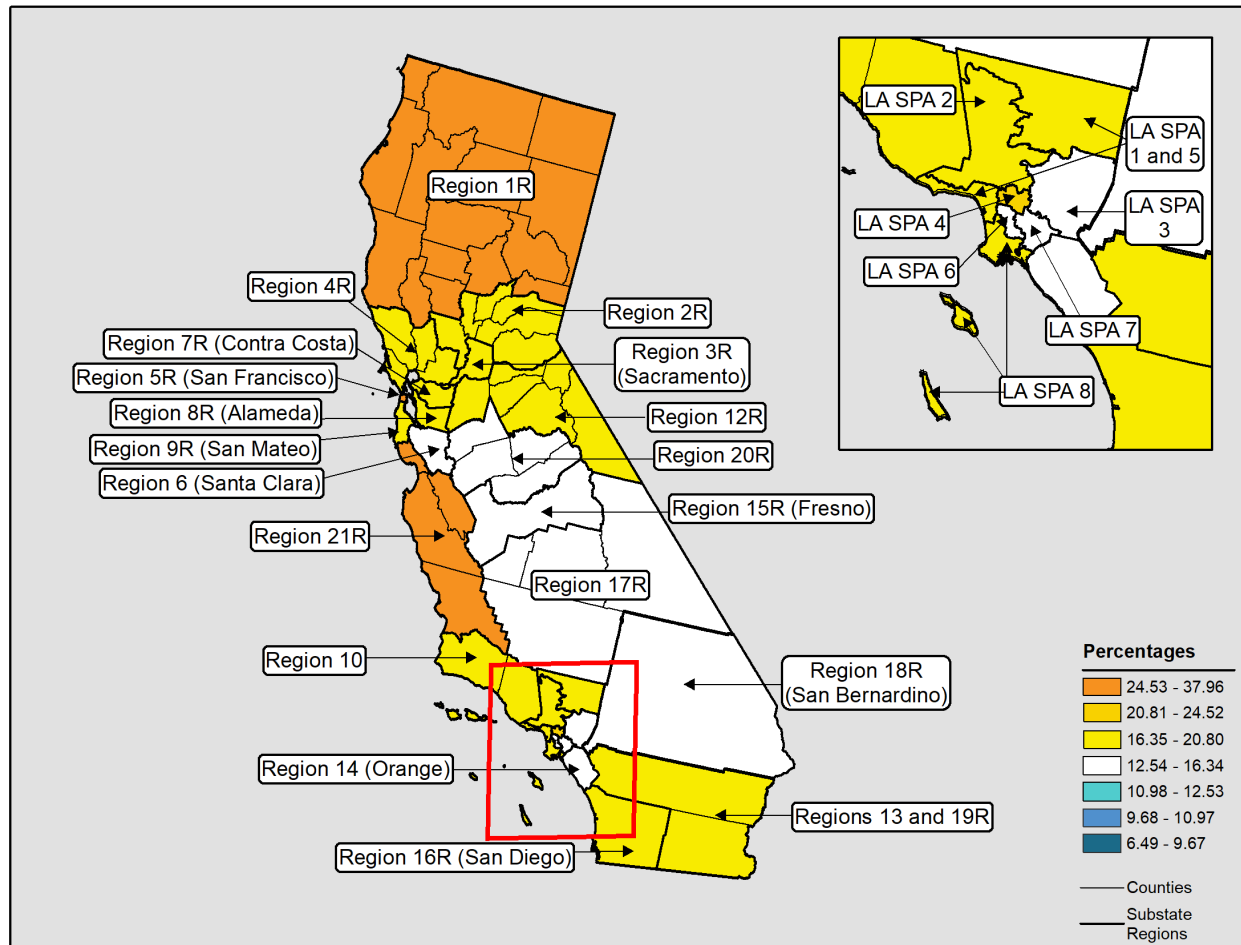 Region 1R
Region 4R
Region 2R
Region 7R (Contra Costa)
Region 3R
(Sacramento)
Region 5R (San Francisco)
Region 8R (Alameda)
Region 12R
Region 9R (San Mateo)
Region 20R
Region 6 (Santa Clara)
Region 15R (Fresno)
Region 21R
Region 17R
Region 10
Region 18R
(San Bernardino)
Region 14 (Orange)
Regions 13 and 19R
Region 16R (San Diego)
LA SPA 2
LA SPA
1 and 5
LA SPA 4
LA SPA
3
LA SPA 6
LA SPA 7
LA SPA 8
Percentages
24.53 - 37.96
20.81 - 24.52
16.35 - 20.80
12.54 - 16.34
10.98 - 12.53
9.68 - 10.97
6.49 - 9.67
Counties
Substate
Regions